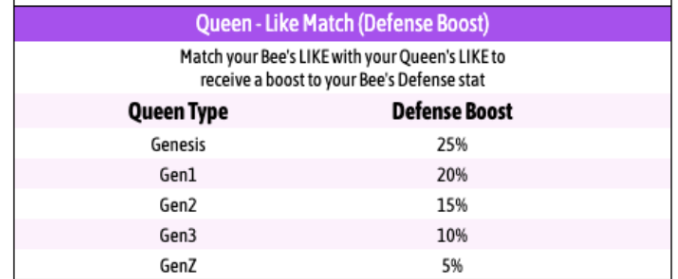 Queen - Like Match (Defense Boost)
Match your Bee's LIKE with your Queen's LIKE to
receive a boost to your Bee's Defense stat
Queen Type Defense Boost
Genesis 25%
Gen1 20%
Gen2 15%
Gen3 10%
GenZ 5%